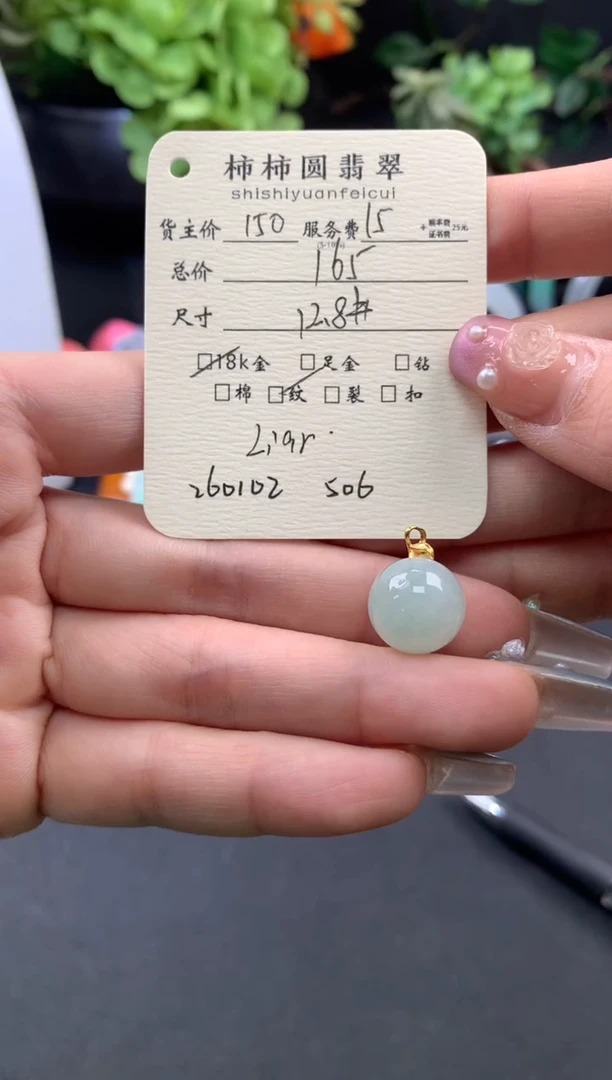 柿柿圆翡翠
shishiyuanfeicui
货主价 150 服务费 15 + 顺丰费 证书费 25元
(5-10%)
总价 165
尺寸 12.8#
☑18k金 □足金 □钻
□棉 ☑纹 □裂 □扣
Liar.
260102 506